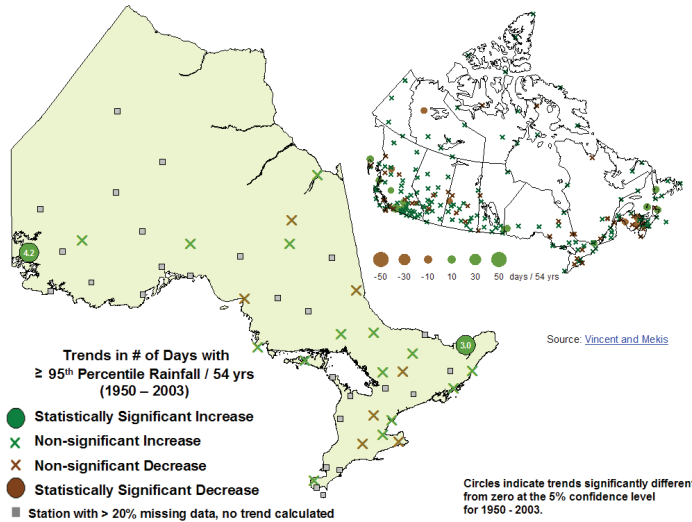 4.2
3.0
-50 -30 -10 10 30 50 days / 54 yrs
Source: Vincent and Mekis
Trends in # of Days with
≥ 95th Percentile Rainfall / 54 yrs
(1950 – 2003)
Statistically Significant Increase
Non-significant Increase
Non-significant Decrease
Statistically Significant Decrease
Station with > 20% missing data, no trend calculated
Circles indicate trends significantly different
from zero at the 5% confidence level
for 1950 - 2003.